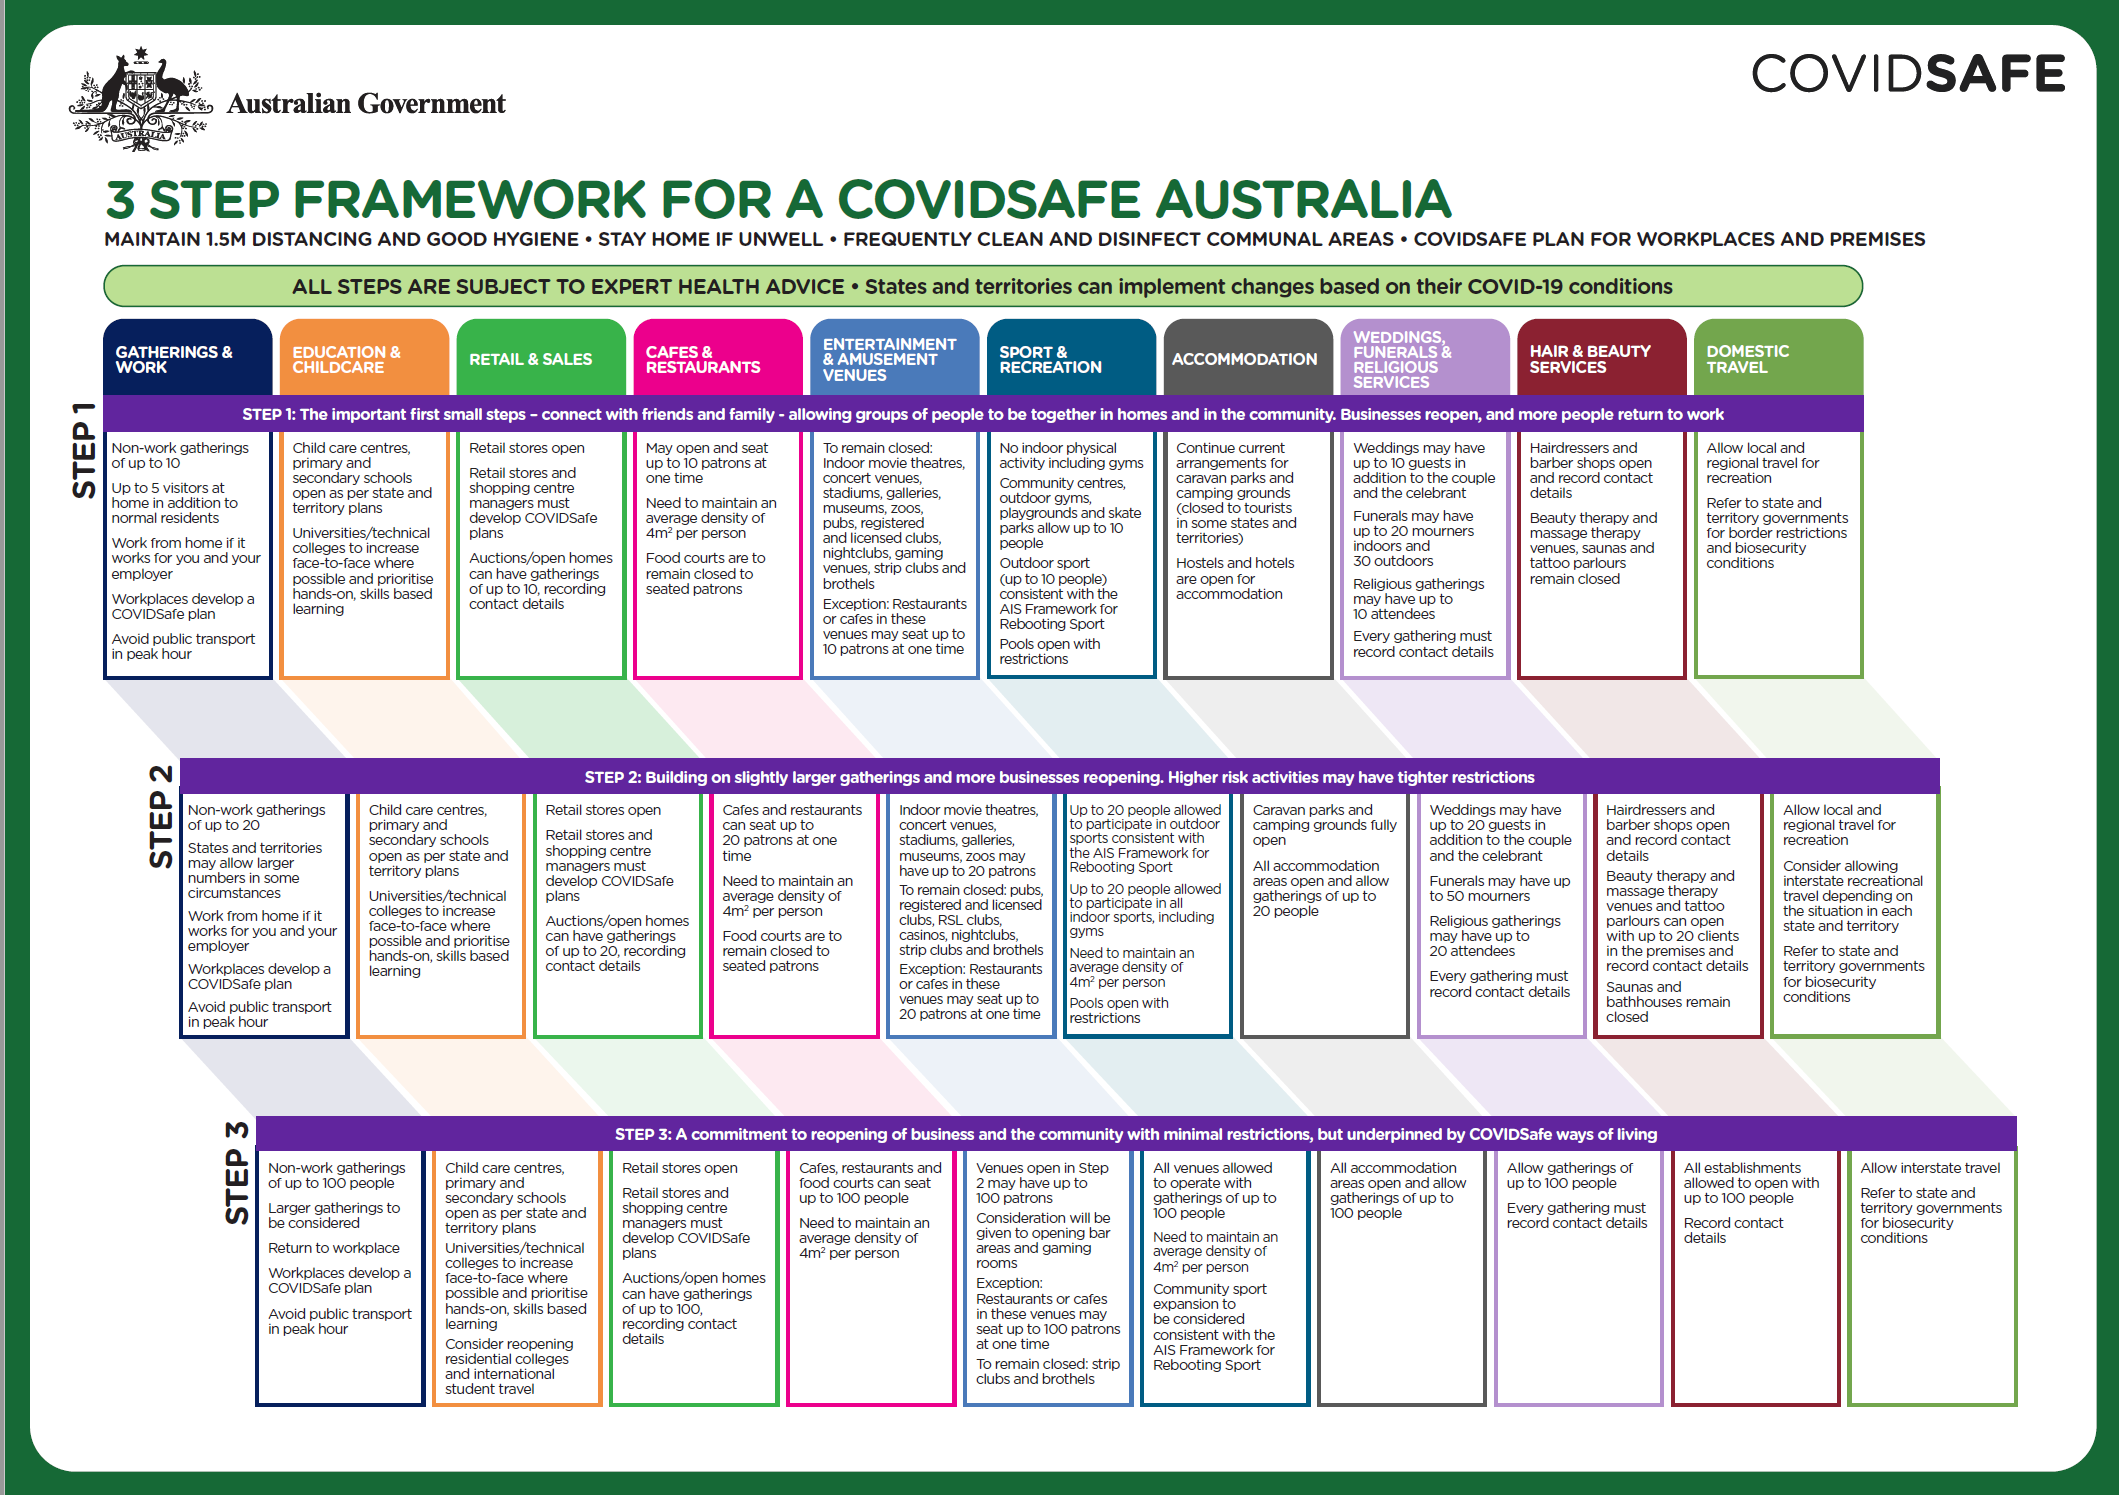 AUSTRALIA
Australian Government
COVIDSAFE
3 STEP FRAMEWORK FOR A COVIDSAFE AUSTRALIA
MAINTAIN 1.5M DISTANCING AND GOOD HYGIENE • STAY HOME IF UNWELL • FREQUENTLY CLEAN AND DISINFECT COMMUNAL AREAS • COVIDSAFE PLAN FOR WORKPLACES AND PREMISES
ALL STEPS ARE SUBJECT TO EXPERT HEALTH ADVICE • States and territories can implement changes based on their COVID-19 conditions
GATHERINGS &
WORK
EDUCATION &
CHILDCARE
RETAIL & SALES
CAFES &
RESTAURANTS
ENTERTAINMENT
& AMUSEMENT
VENUES
SPORT &
RECREATION
ACCOMMODATION
WEDDINGS,
FUNERALS &
RELIGIOUS
SERVICES
HAIR & BEAUTY
SERVICES
DOMESTIC
TRAVEL
STEP 1
STEP 1: The important first small steps – connect with friends and family - allowing groups of people to be together in homes and in the community. Businesses reopen, and more people return to work
Non-work gatherings
of up to 10
Up to 5 visitors at
home in addition to
normal residents
Work from home if it
works for you and your
employer
Workplaces develop a
COVIDSafe plan
Avoid public transport
in peak hour
Child care centres,
primary and
secondary schools
open as per state and
territory plans
Universities/technical
colleges to increase
face-to-face where
possible and prioritise
hands-on, skills based
learning
Retail stores open
Retail stores and
shopping centre
managers must
develop COVIDSafe
plans
Auctions/open homes
can have gatherings
of up to 10, recording
contact details
May open and seat
up to 10 patrons at
one time
Need to maintain an
average density of
4m² per person
Food courts are to
remain closed to
seated patrons
To remain closed:
Indoor movie theatres,
concert venues,
stadiums, galleries,
museums, zoos,
pubs, registered
and licensed clubs,
nightclubs, gaming
venues, strip clubs and
brothels
Exception: Restaurants
or cafes in these
venues may seat up to
10 patrons at one time
No indoor physical
activity including gyms
Community centres,
outdoor gyms,
playgrounds and skate
parks allow up to 10
people
Outdoor sport
(up to 10 people)
consistent with the
AIS Framework for
Rebooting Sport
Pools open with
restrictions
Continue current
arrangements for
caravan parks and
camping grounds
(closed to tourists
in some states and
territories)
Hostels and hotels
are open for
accommodation
Weddings may have
up to 10 guests in
addition to the couple
and the celebrant
Funerals may have
up to 20 mourners
indoors and
30 outdoors
Religious gatherings
may have up to
10 attendees
Every gathering must
record contact details
Hairdressers and
barber shops open
and record contact
details
Beauty therapy and
massage therapy
venues, saunas and
tattoo parlours
remain closed
Allow local and
regional travel for
recreation
Refer to state and
territory governments
for border restrictions
and biosecurity
conditions
STEP 2
STEP 2: Building on slightly larger gatherings and more businesses reopening. Higher risk activities may have tighter restrictions
Non-work gatherings
of up to 20
States and territories
may allow larger
numbers in some
circumstances
Work from home if it
works for you and your
employer
Workplaces develop a
COVIDSafe plan
Avoid public transport
in peak hour
Child care centres,
primary and
secondary schools
open as per state and
territory plans
Universities/technical
colleges to increase
face-to-face where
possible and prioritise
hands-on, skills based
learning
Retail stores open
Retail stores and
shopping centre
managers must
develop COVIDSafe
plans
Auctions/open homes
can have gatherings
of up to 20, recording
contact details
Cafes and restaurants
can seat up to
20 patrons at one
time
Need to maintain an
average density of
4m² per person
Food courts are to
remain closed to
seated patrons
Indoor movie theatres,
concert venues,
stadiums, galleries,
museums, zoos may
have up to 20 patrons
To remain closed: pubs,
registered and licensed
clubs, RSL clubs,
casinos, nightclubs,
strip clubs and brothels
Exception: Restaurants
or cafes in these
venues may seat up to
20 patrons at one time
Up to 20 people allowed
to participate in outdoor
sports consistent with
the AIS Framework for
Rebooting Sport
Up to 20 people allowed
to participate in all
indoor sports, including
gyms
Need to maintain an
average density of
4m² per person
Pools open with
restrictions
Caravan parks and
camping grounds fully
open
All accommodation
areas open and allow
gatherings of up to
20 people
Weddings may have
up to 20 guests in
addition to the couple
and the celebrant
Funerals may have up
to 50 mourners
Religious gatherings
may have up to
20 attendees
Every gathering must
record contact details
Hairdressers and
barber shops open
and record contact
details
Beauty therapy and
massage therapy
venues and tattoo
parlours can open
with up to 20 clients
in the premises and
record contact details
Saunas and
bathhouses remain
closed
Allow local and
regional travel for
recreation
Consider allowing
interstate recreational
travel depending on
the situation in each
state and territory
Refer to state and
territory governments
for biosecurity
conditions
STEP 3
STEP 3: A commitment to reopening of business and the community with minimal restrictions, but underpinned by COVIDSafe ways of living
Non-work gatherings
of up to 100 people
Larger gatherings to
be considered
Return to workplace
Workplaces develop a
COVIDSafe plan
Avoid public transport
in peak hour
Child care centres,
primary and
secondary schools
open as per state and
territory plans
Universities/technical
colleges to increase
face-to-face where
possible and prioritise
hands-on, skills based
learning
Consider reopening
residential colleges
and international
student travel
Retail stores open
Retail stores and
shopping centre
managers must
develop COVIDSafe
plans
Auctions/open homes
can have gatherings
of up to 100,
recording contact
details
Cafes, restaurants and
food courts can seat
up to 100 people
Need to maintain an
average density of
4m² per person
Venues open in Step
2 may have up to
100 patrons
Consideration will be
given to opening bar
areas and gaming
rooms
Exception:
Restaurants or cafes
in these venues may
seat up to 100 patrons
at one time
To remain closed: strip
clubs and brothels
All venues allowed
to operate with
gatherings of up to
100 people
Need to maintain an
average density of
4m² per person
Community sport
expansion to
be considered
consistent with the
AIS Framework for
Rebooting Sport
All accommodation
areas open and allow
gatherings of up to
100 people
Allow gatherings of
up to 100 people
Every gathering must
record contact details
All establishments
allowed to open with
up to 100 people
Record contact
details
Allow interstate travel
Refer to state and
territory governments
for biosecurity
conditions